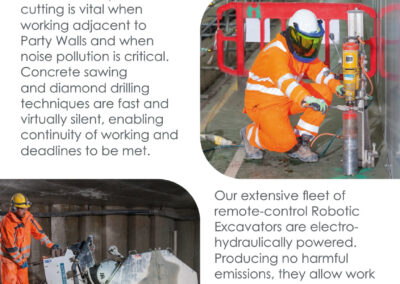 cutting is vital when
working adjacent to
Party Walls and when
noise pollution is critical.
Concrete sawing
and diamond drilling
techniques are fast and
virtually silent, enabling
continuity of working and
deadlines to be met.
Our extensive fleet of
remote-control Robotic
Excavators are electro-
hydraulically powered.
Producing no harmful
emissions, they allow work